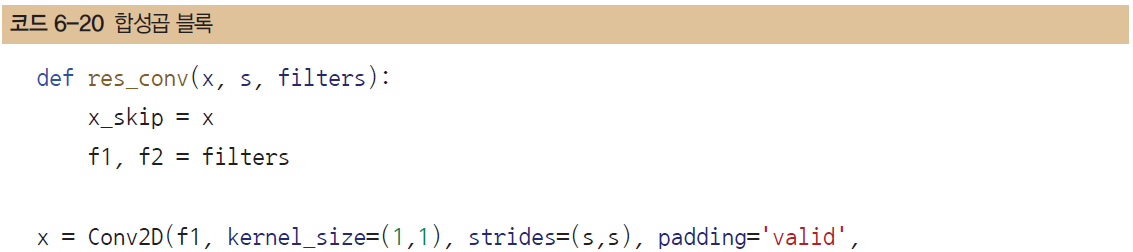 코드 6-20 합성곱 블록
def res_conv(x, s, filters):
    x_skip = x
    f1, f2 = filters
x = Conv2D(f1, kernel_size=(1,1), strides=(s,s), padding='valid',